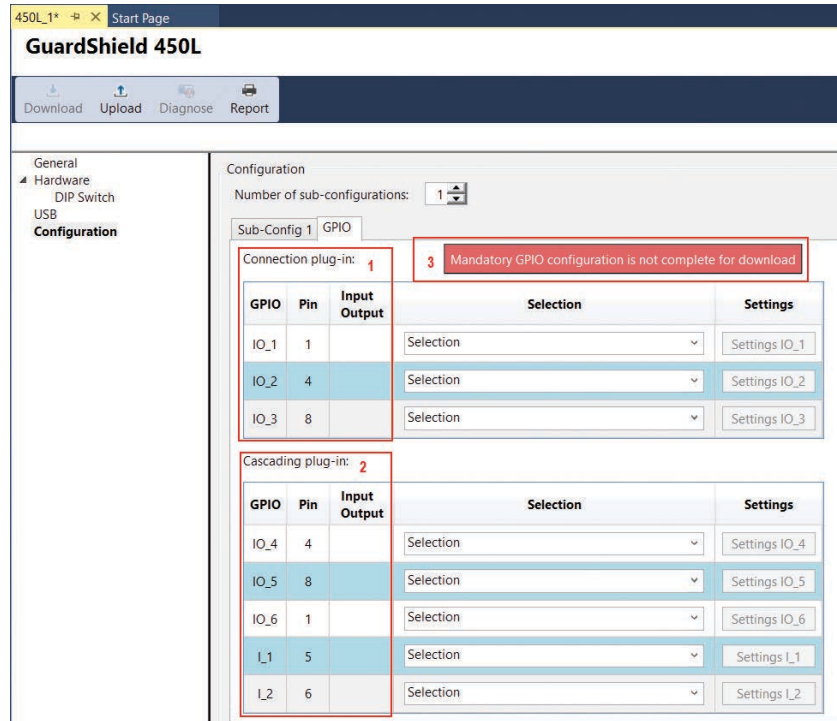 450L_1* Start Page
GuardShield 450L
Download Upload Diagnose Report
General
Hardware
DIP Switch
USB
Configuration
Configuration
Number of sub-configurations: 1
Sub-Config 1 GPIO
Connection plug-in: 1
3 Mandatory GPIO configuration is not complete for download
GPIO Pin Input Output Selection Settings
IO_1 1 Selection Settings IO_1
IO_2 4 Selection Settings IO_2
IO_3 8 Selection Settings IO_3
Cascading plug-in: 2
GPIO Pin Input Output Selection Settings
IO_4 4 Selection Settings IO_4
IO_5 8 Selection Settings IO_5
IO_6 1 Selection Settings IO_6
I_1 5 Selection Settings I_1
I_2 6 Selection Settings I_2